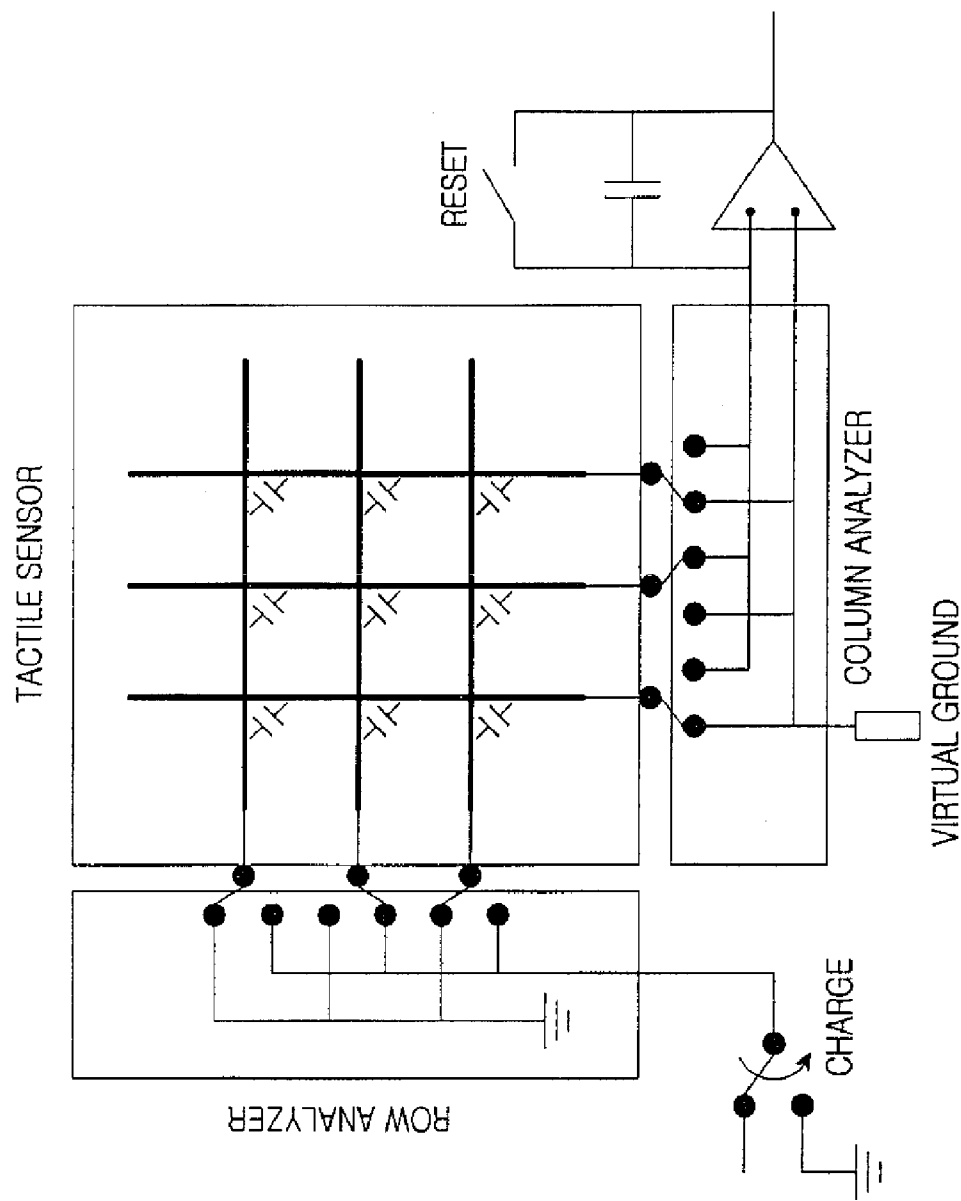 TACTILE SENSOR
RESET
COLUMN ANALYZER
VIRTUAL GROUND
ROW ANALYZER
CHARGE